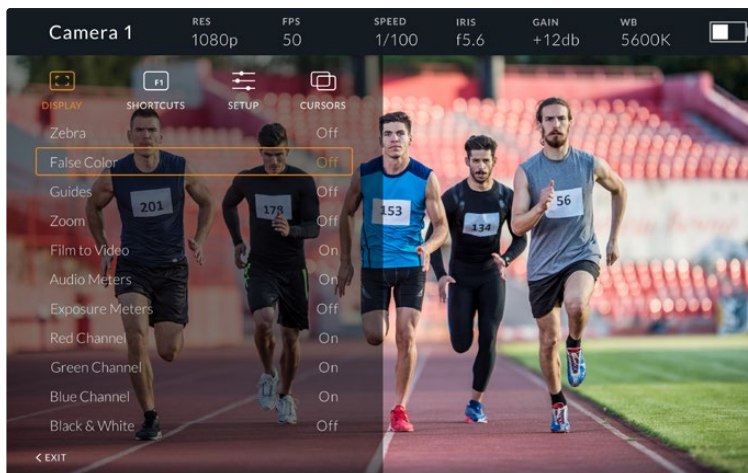 Camera 1
RES FPS SPEED IRIS GAIN WB
1080p 50 1/100 f5.6 +12db 5600K
F1
DISPLAY SHORTCUTS SETUP CURSORS
Zebra Off
False Color Off
Guides Off
Zoom Off
Film to Video On
Audio Meters On
Exposure Meters Off
Red Channel On
Green Channel On
Blue Channel On
Black & White Off
< EXIT
201
178
153
134
56